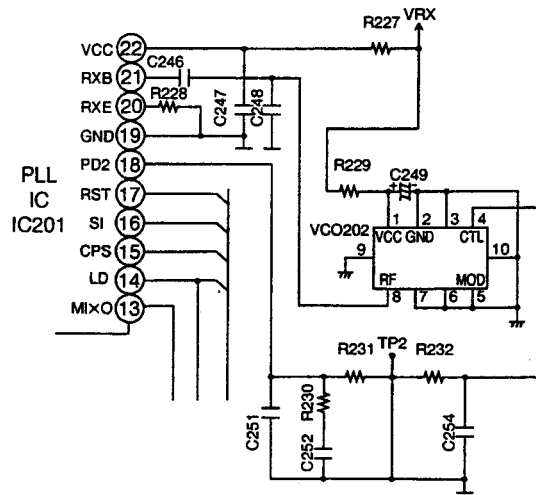 VRX
R227
VCC 22
C246
RXB 21
R228
RXE 20
C247
C248
GND 19
PD2 18
R229
C249
+
PLL
IC
IC201
RST 17
SI 16
CPS 15
LD 14
MIXO 13
VCO202
1 2 3 4
VCC GND CTL
9
10
RF MOD
8 7 6 5
R231
TP2
R232
R230
C251
C252
C254